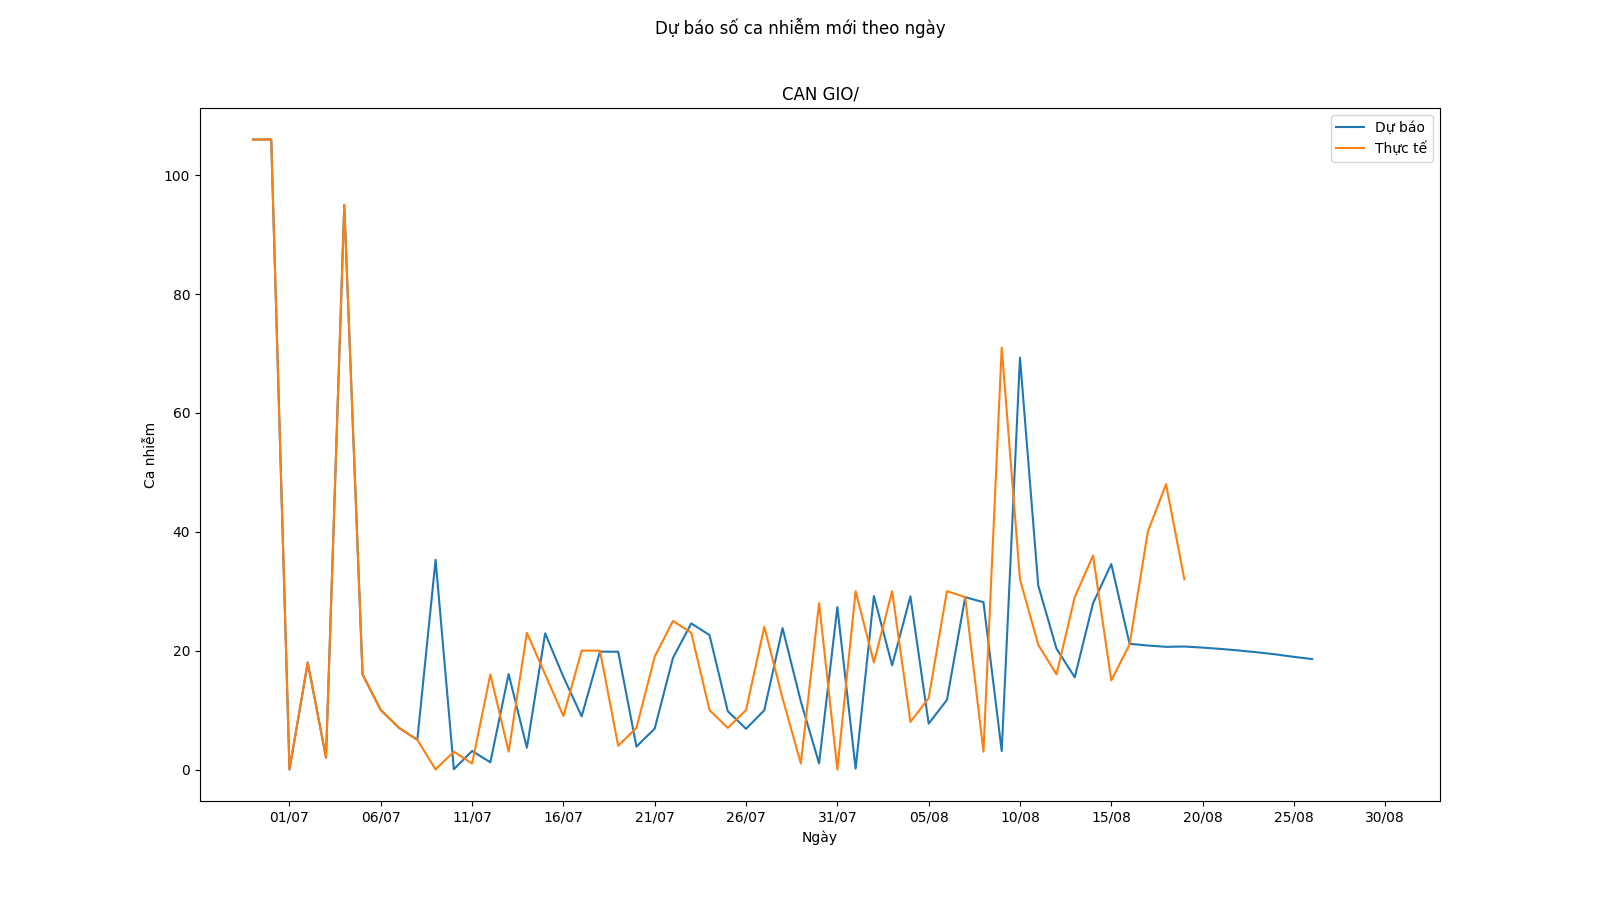 Dự báo số ca nhiễm mới theo ngày
CAN GIO/
Dự báo
Thực tế
Ca nhiễm
100
80
60
40
20
0
01/07 06/07 11/07 16/07 21/07 26/07 31/07 05/08 10/08 15/08 20/08 25/08 30/08
Ngày